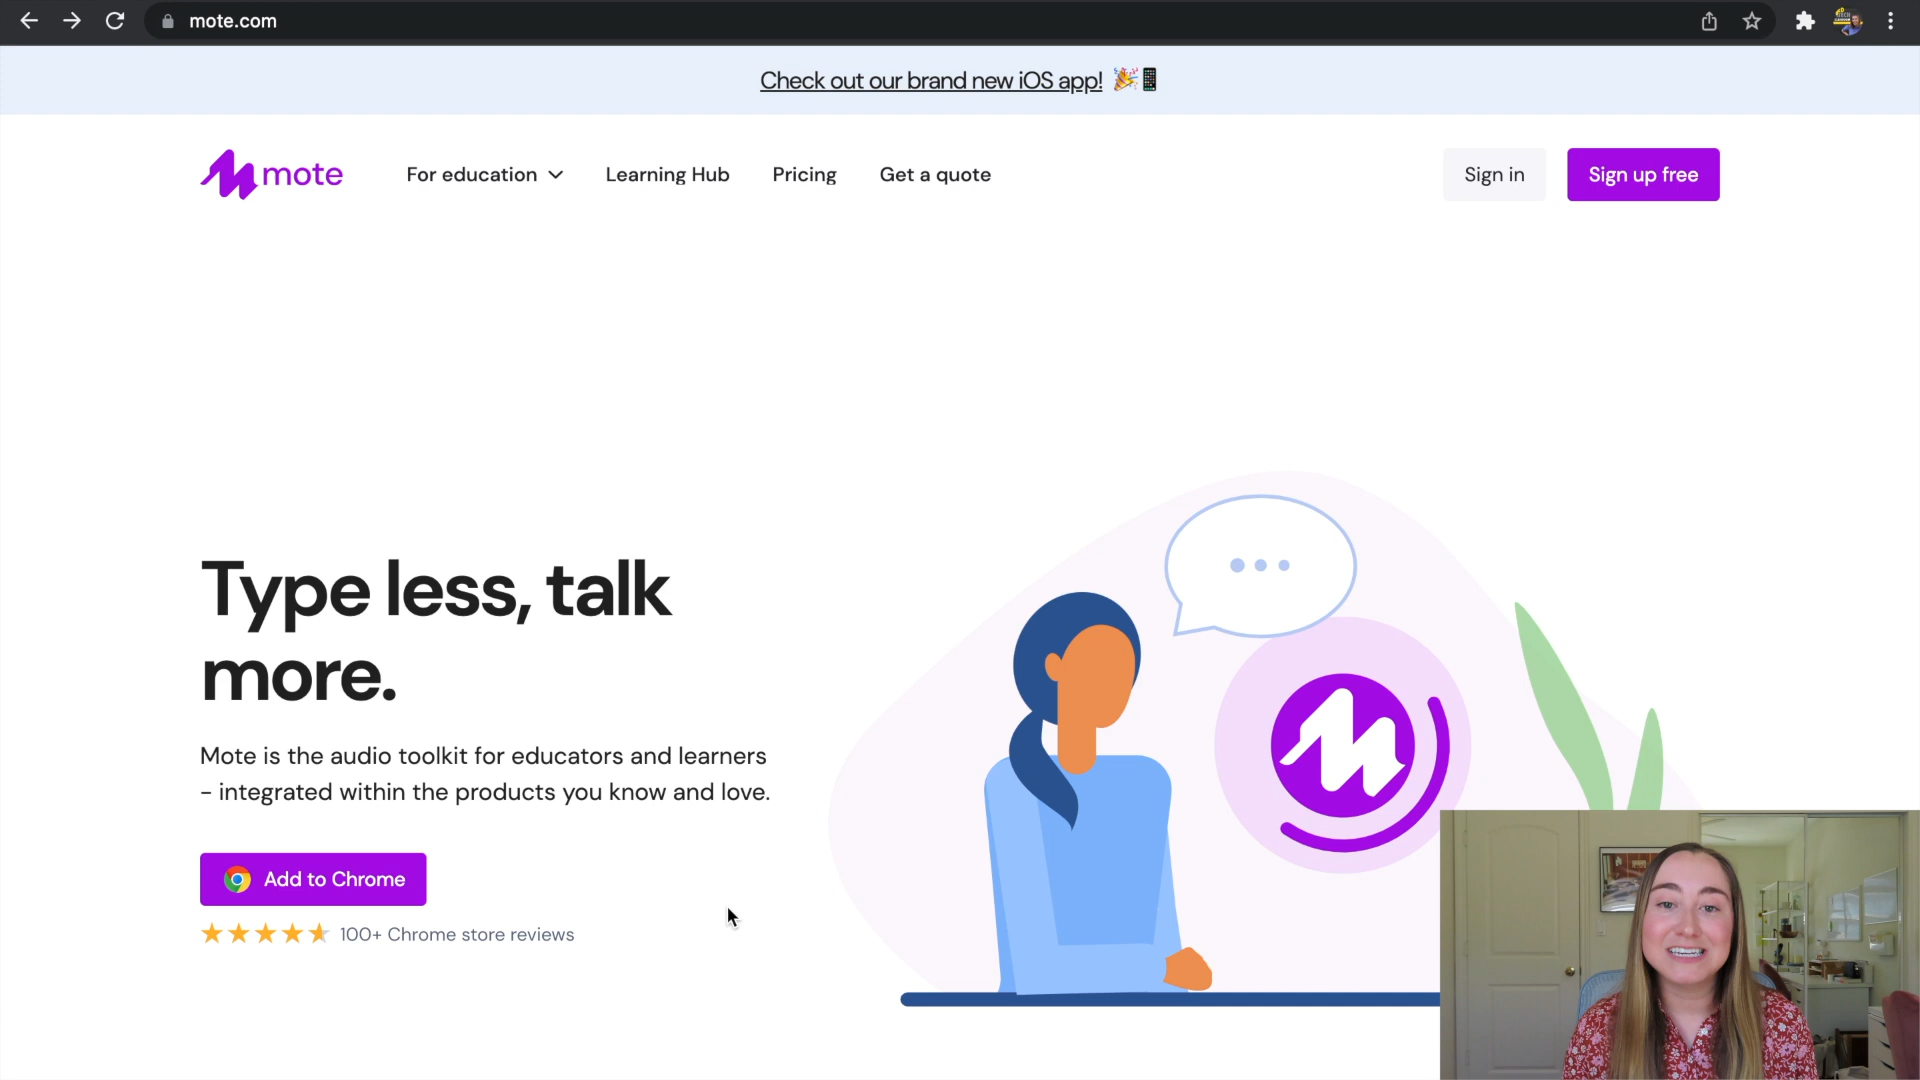 mote.com
Check out our brand new iOS app! 🎉📱
mote
For education
Learning Hub
Pricing
Get a quote
Sign in
Sign up free
Type less, talk
more.
Mote is the audio toolkit for educators and learners
- integrated within the products you know and love.
Add to Chrome
100+ Chrome store reviews